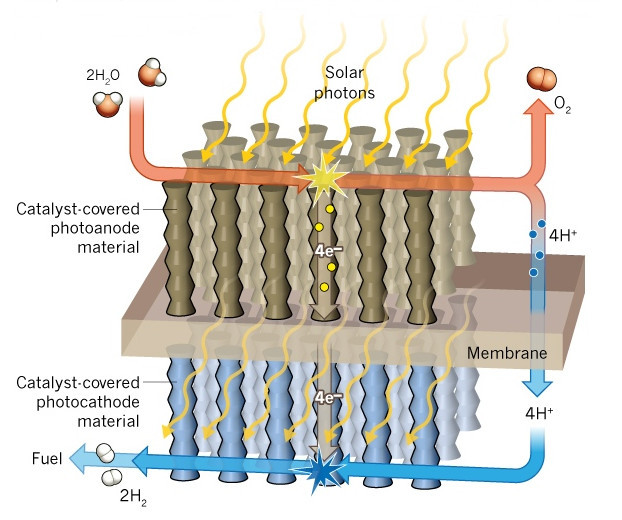 2H₂O
Solar
photons
O₂
Catalyst-covered
photoanode
material
4e⁻
4H⁺
Membrane
Catalyst-covered
photocathode
material
4e⁻
4H⁺
Fuel
2H₂